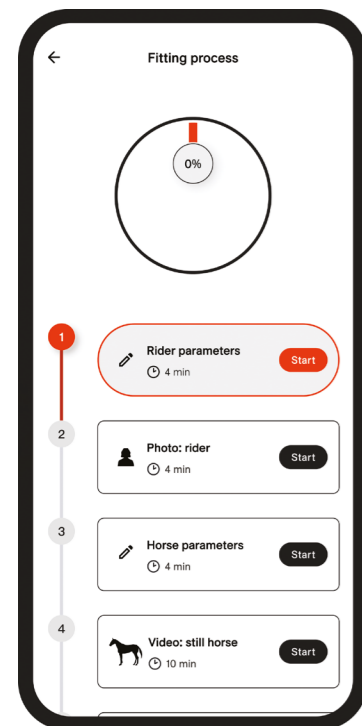 Fitting process
0%
1
Rider parameters
4 min
Start
2
Photo: rider
4 min
Start
3
Horse parameters
4 min
Start
4
Video: still horse
10 min
Start